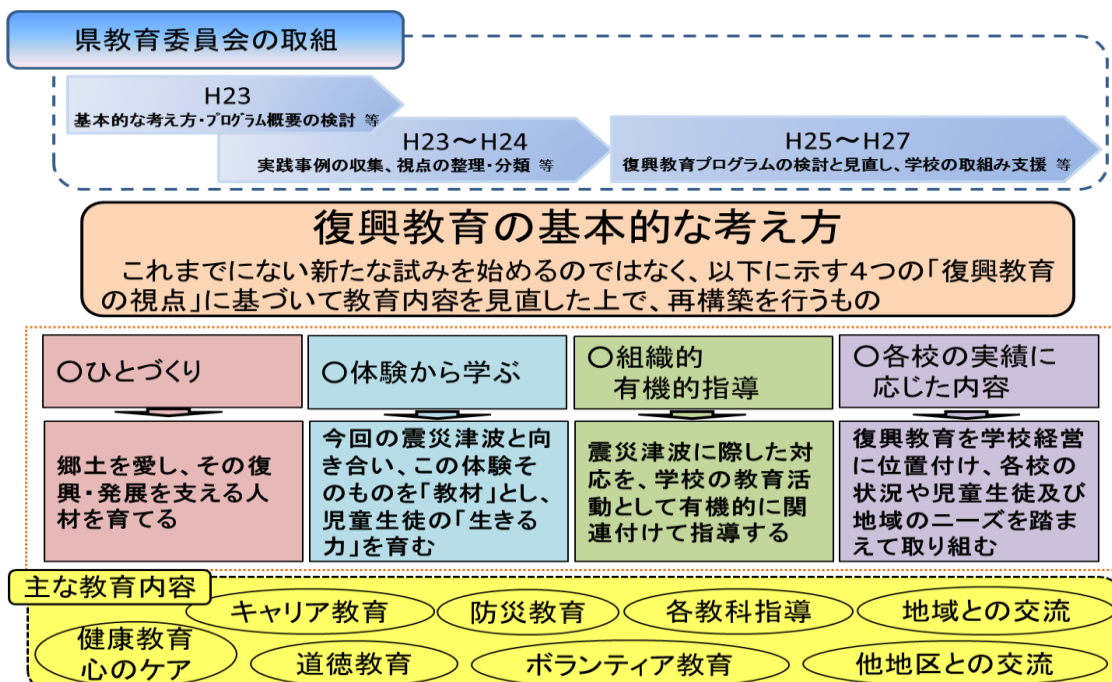 県教育委員会の取組
H23
基本的な考え方・プログラム概要の検討 等
H23～H24
実践事例の収集、視点の整理・分類 等
H25～H27
復興教育プログラムの検討と見直し、学校の取組み支援 等
復興教育の基本的な考え方
これまでにない新たな試みを始めるのではなく、以下に示す4つの「復興教育
の視点」に基づいて教育内容を見直した上で、再構築を行うもの
○ひとづくり
郷土を愛し、その復
興・発展を支える人
材を育てる
○体験から学ぶ
今回の震災津波と向
き合い、この体験そ
のものを「教材」とし、
児童生徒の「生きる
力」を育む
○組織的
有機的指導
震災津波に際した対
応を、学校の教育活
動として有機的に関
連付けて指導する
○各校の実績に
応じた内容
復興教育を学校経営
に位置付け、各校の
状況や児童生徒及び
地域のニーズを踏ま
えて取り組む
主な教育内容
キャリア教育
防災教育
各教科指導
地域との交流
健康教育
心のケア
道徳教育
ボランティア教育
他地区との交流